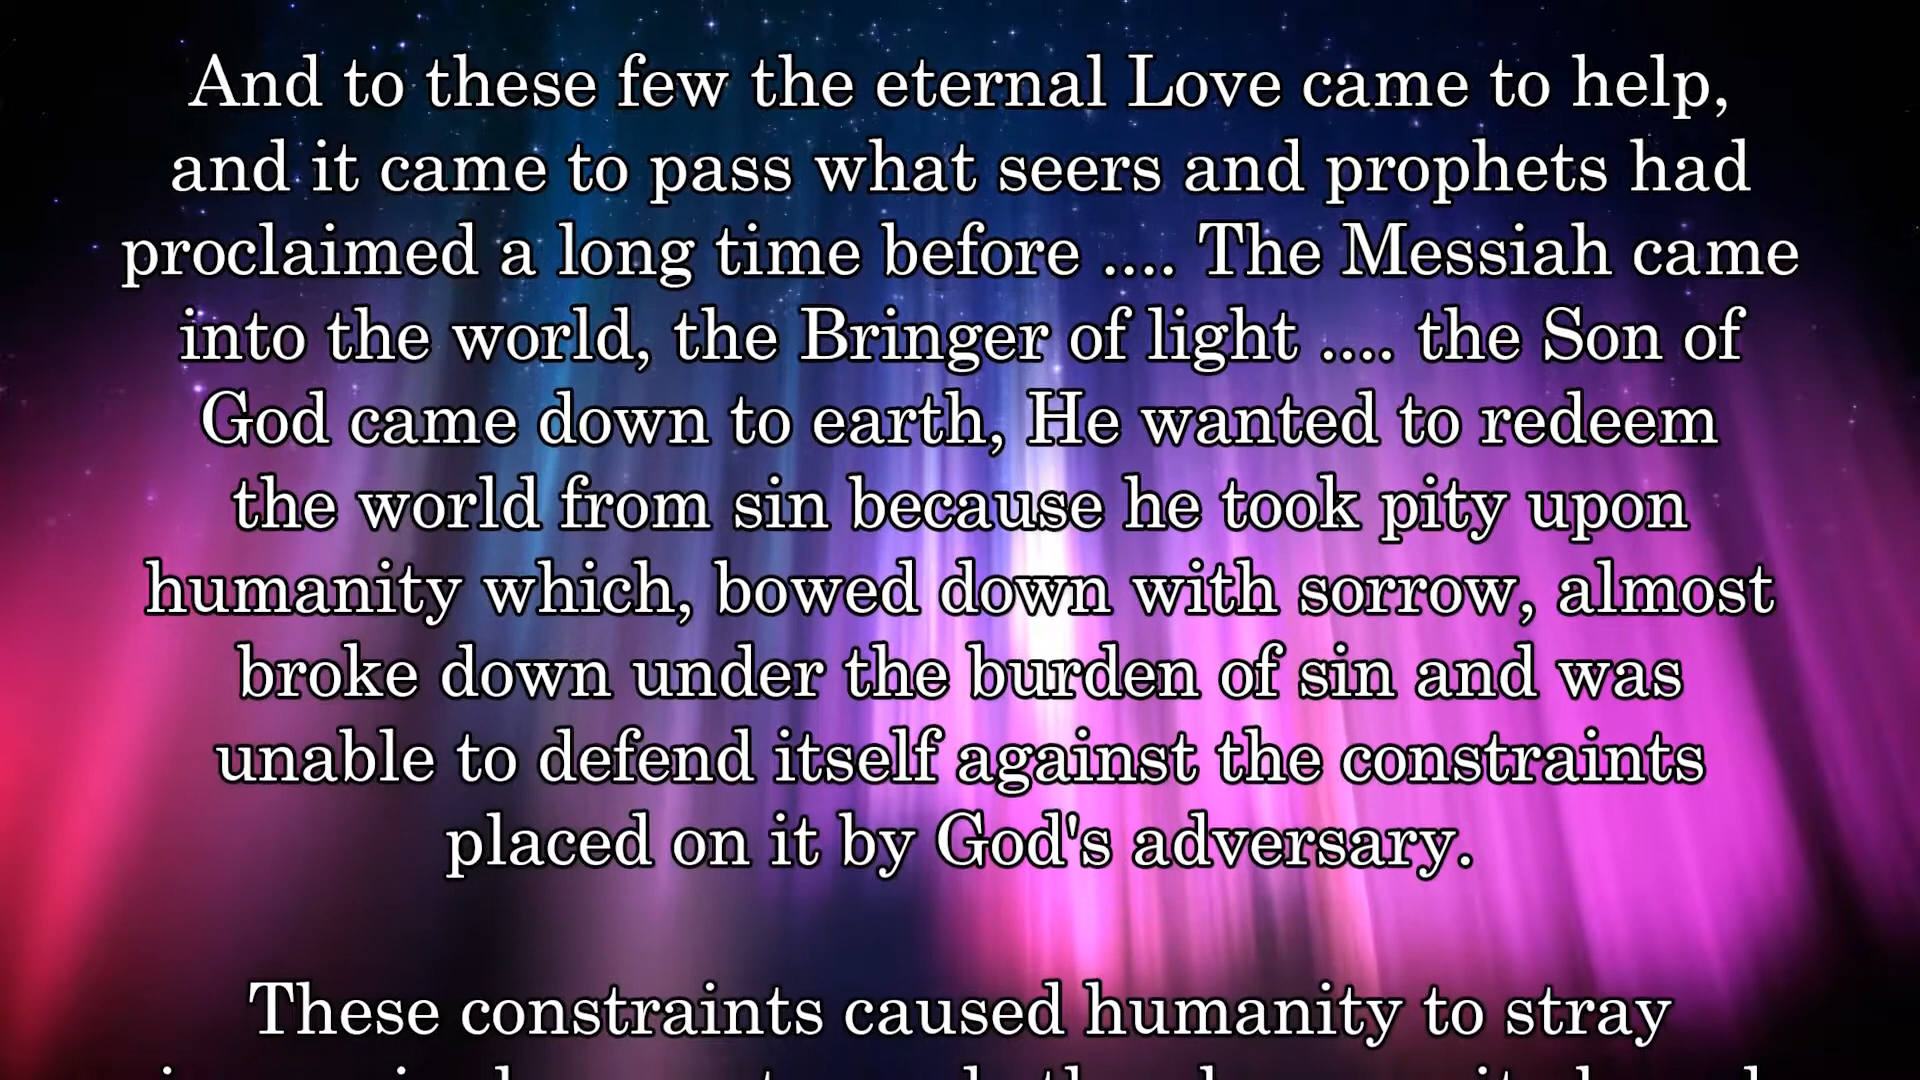 And to these few the eternal Love came to help,
and it came to pass what seers and prophets had
proclaimed a long time before .... The Messiah came
into the world, the Bringer of light .... the Son of
God came down to earth, He wanted to redeem
the world from sin because he took pity upon
humanity which, bowed down with sorrow, almost
broke down under the burden of sin and was
unable to defend itself against the constraints
placed on it by God's adversary.
These constraints caused humanity to stray